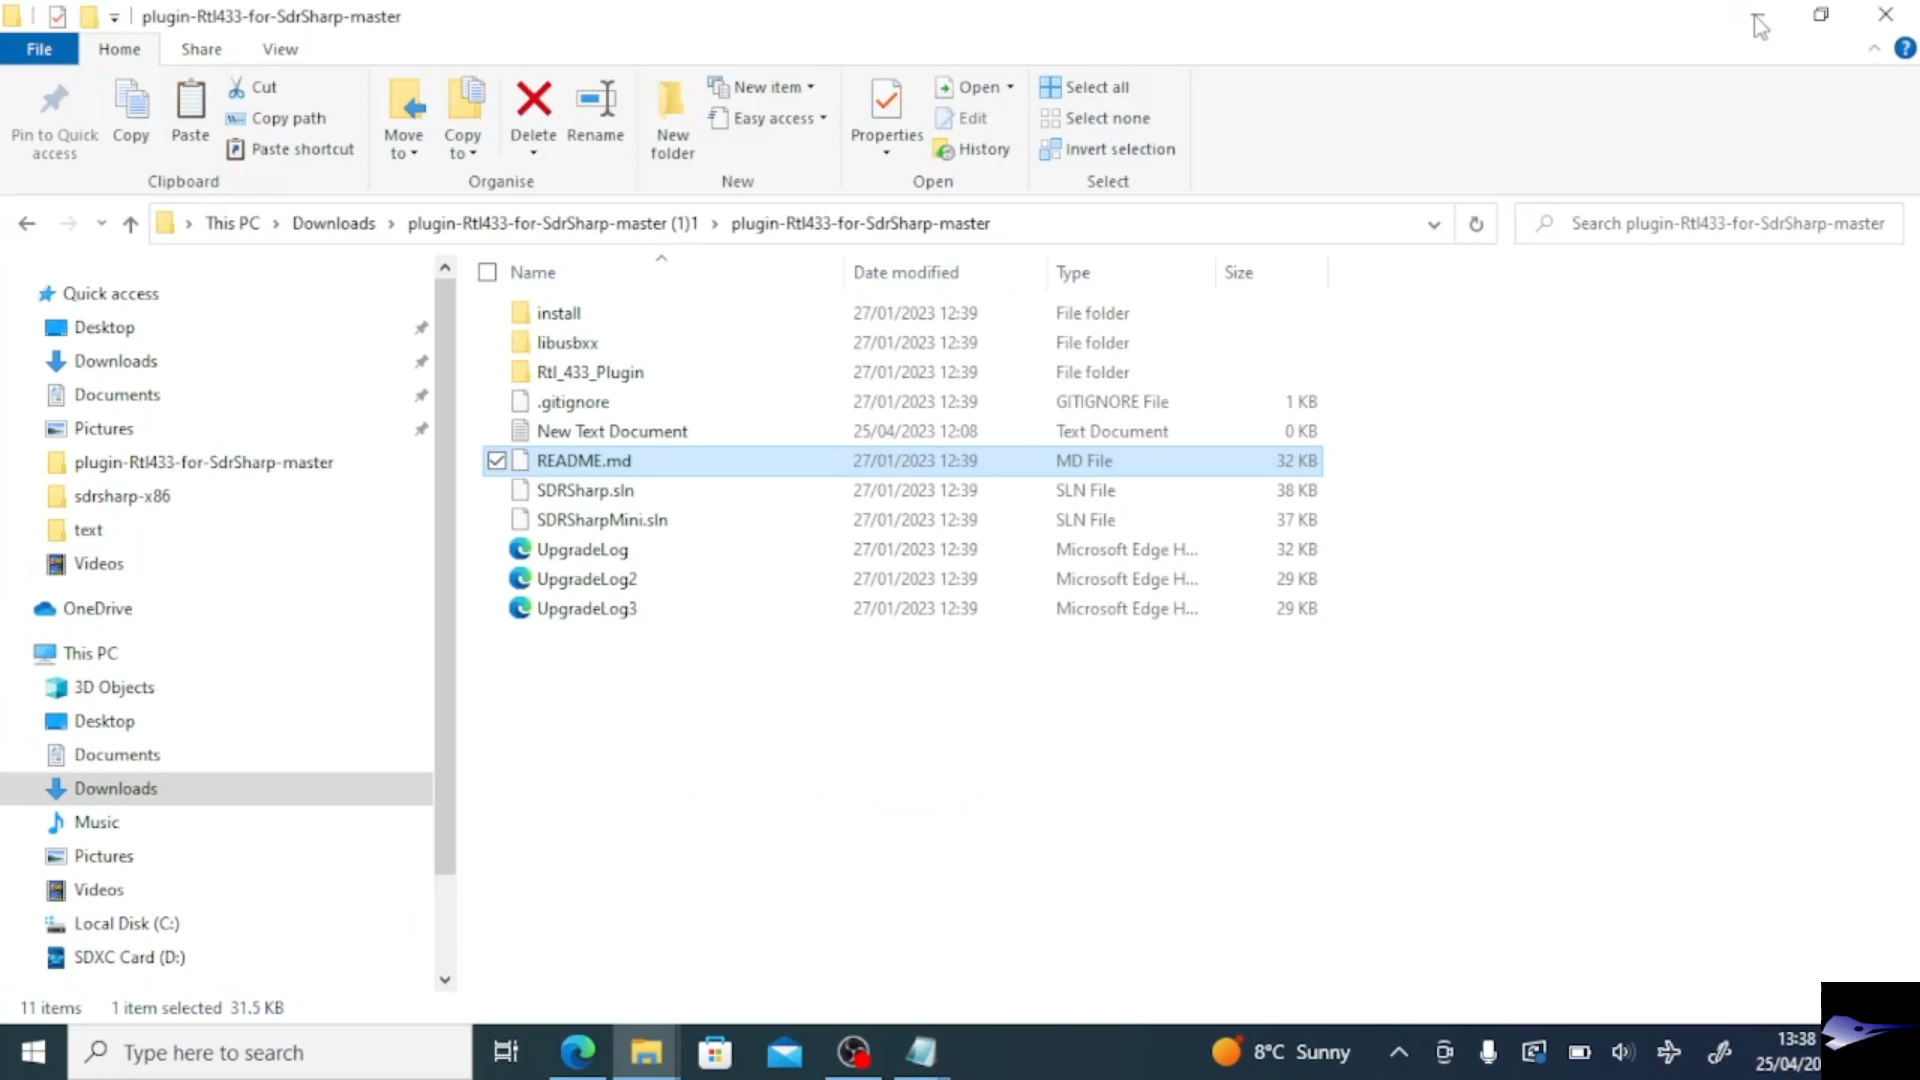 plugin-Rtl433-for-SdrSharp-master
File Home Share View
Pin to Quick access
Copy
Paste
Cut
Copy path
Paste shortcut
Clipboard
Move to
Copy to
Delete
Rename
Organise
New folder
New item
Easy access
New
Properties
Open
Edit
History
Open
Select all
Select none
Invert selection
Select
This PC > Downloads > plugin-Rtl433-for-SdrSharp-master (1)1 > plugin-Rtl433-for-SdrSharp-master
Search plugin-Rtl433-for-SdrSharp-master
Quick access
Desktop
Downloads
Documents
Pictures
plugin-Rtl433-for-SdrSharp-master
sdrsharp-x86
text
Videos
OneDrive
This PC
3D Objects
Desktop
Documents
Downloads
Music
Pictures
Videos
Local Disk (C:)
SDXC Card (D:)
Name Date modified Type Size
install 27/01/2023 12:39 File folder
libusbxx 27/01/2023 12:39 File folder
Rtl_433_Plugin 27/01/2023 12:39 File folder
.gitignore 27/01/2023 12:39 GITIGNORE File 1 KB
New Text Document 25/04/2023 12:08 Text Document 0 KB
README.md 27/01/2023 12:39 MD File 32 KB
SDRSharp.sln 27/01/2023 12:39 SLN File 38 KB
SDRSharpMini.sln 27/01/2023 12:39 SLN File 37 KB
UpgradeLog 27/01/2023 12:39 Microsoft Edge H... 32 KB
UpgradeLog2 27/01/2023 12:39 Microsoft Edge H... 29 KB
UpgradeLog3 27/01/2023 12:39 Microsoft Edge H... 29 KB
11 items 1 item selected 31.5 KB
Type here to search
8°C Sunny
13:38
25/04/20